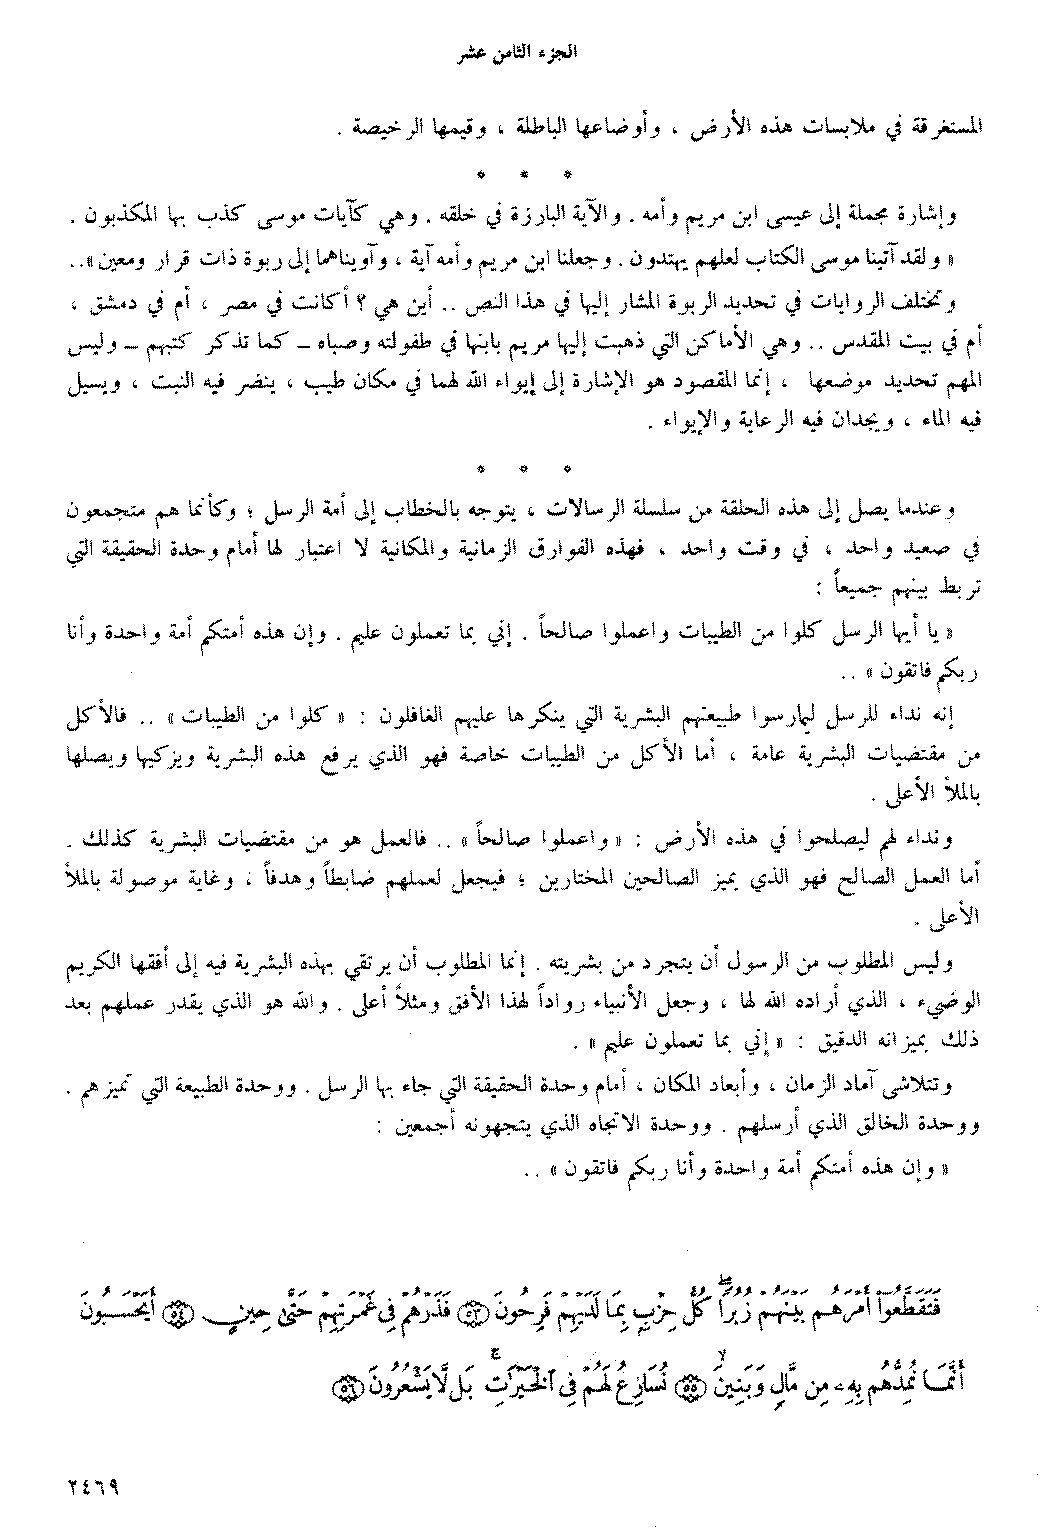 الجزء الثامن عشر
المستغرقة في ملابسات هذه الأرض ، وأوضاعها الباطلة ، وقيمها الرخيصة .
* * *
وإشارة مجملة إلى عيسى ابن مريم وأمه . والآية البارزة في خلقه . وهي كآيات موسى كذب بها المكذبون .
« ولقد آتينا موسى الكتاب لعلهم يهتدون . وجعلنا ابن مريم وأمه آية ، وآويناهما إلى ربوة ذات قرار ومعين » ..
وتختلف الروايات في تحديد الربوة المشار إليها في هذا النص .. أين هي ؟ أكانت في مصر ، أم في دمشق ،
أم في بيت المقدس .. وهي الأماكن التي ذهبت إليها مريم بابنها في طفولته وصباه – كما تذكر كتبهم – وليس
المهم تحديد موضعها ، إنما المقصود هو الإشارة إلى إيواء الله لهما في مكان طيب ، ينضر فيه النبت ، ويسيل
فيه الماء ، ويجدان فيه الرعاية والإيواء .
* * *
وعندما يصل إلى هذه الحلقة من سلسلة الرسالات ، يتوجه بالخطاب إلى أمة الرسل ؛ وكأنما هم متجمعون
في صعيد واحد ، في وقت واحد ، فهذه الفوارق الزمانية والمكانية لا اعتبار لها أمام وحدة الحقيقة التي
تربط بينهم جميعاً :
« يا أيها الرسل كلوا من الطيبات واعملوا صالحاً . إني بما تعملون عليم . وإن هذه أمتكم أمة واحدة وأنا
ربكم فاتقون » ..
إنه نداء للرسل ليمارسوا طبيعتهم البشرية التي ينكرها عليهم الغافلون : « كلوا من الطيبات » .. فالأكل
من مقتضيات البشرية عامة ، أما الأكل من الطيبات خاصة فهو الذي يرفع هذه البشرية ويزكيها ويصلها
بالملأ الأعلى .
ونداء لهم ليصلحوا في هذه الأرض : « واعملوا صالحاً » .. فالعمل هو من مقتضيات البشرية كذلك .
أما العمل الصالح فهو الذي يميز الصالحين المختارين ؛ فيجعل لعملهم ضابطاً وهدفاً ، وغاية موصولة بالملأ
الأعلى .
وليس المطلوب من الرسول أن يتجرد من بشريته . إنما المطلوب أن يرتقي بهذه البشرية فيه إلى أفقها الكريم
الوضيء ، الذي أراده الله لها ، وجعل الأنبياء رواداً لهذا الأفق ومثلاً أعلى . والله هو الذي يقدر عملهم بعد
ذلك بميزانه الدقيق : « إني بما تعملون عليم » .
وتتلاشى آماد الزمان ، وأبعاد المكان ، أمام وحدة الحقيقة التي جاء بها الرسل . ووحدة الطبيعة التي تميزهم .
ووحدة الخالق الذي أرسلهم . ووحدة الاتجاه الذي يتجهونه أجمعين :
« وإن هذه أمتكم أمة واحدة وأنا ربكم فاتقون » ..
فَتَقَطَّعُوٓا۟ أَمْرَهُم بَيْنَهُمْ زُبُرًۭا ۖ كُلُّ حِزْبٍۭ بِمَا لَدَيْهِمْ فَرِحُونَ ﴿٥٣﴾ فَذَرْهُمْ فِى غَمْرَتِهِمْ حَتَّىٰ حِينٍ ﴿٥٤﴾ أَيَحْسَبُونَ
أَنَّمَا نُمِدُّهُم بِهِۦ مِن مَّالٍۢ وَبَنِينَ ﴿٥٥﴾ نُسَارِعُ لَهُمْ فِى ٱلْخَيْرَٰتِ ۚ بَل لَّا يَشْعُرُونَ ﴿٥٦﴾
٢٤٦٩